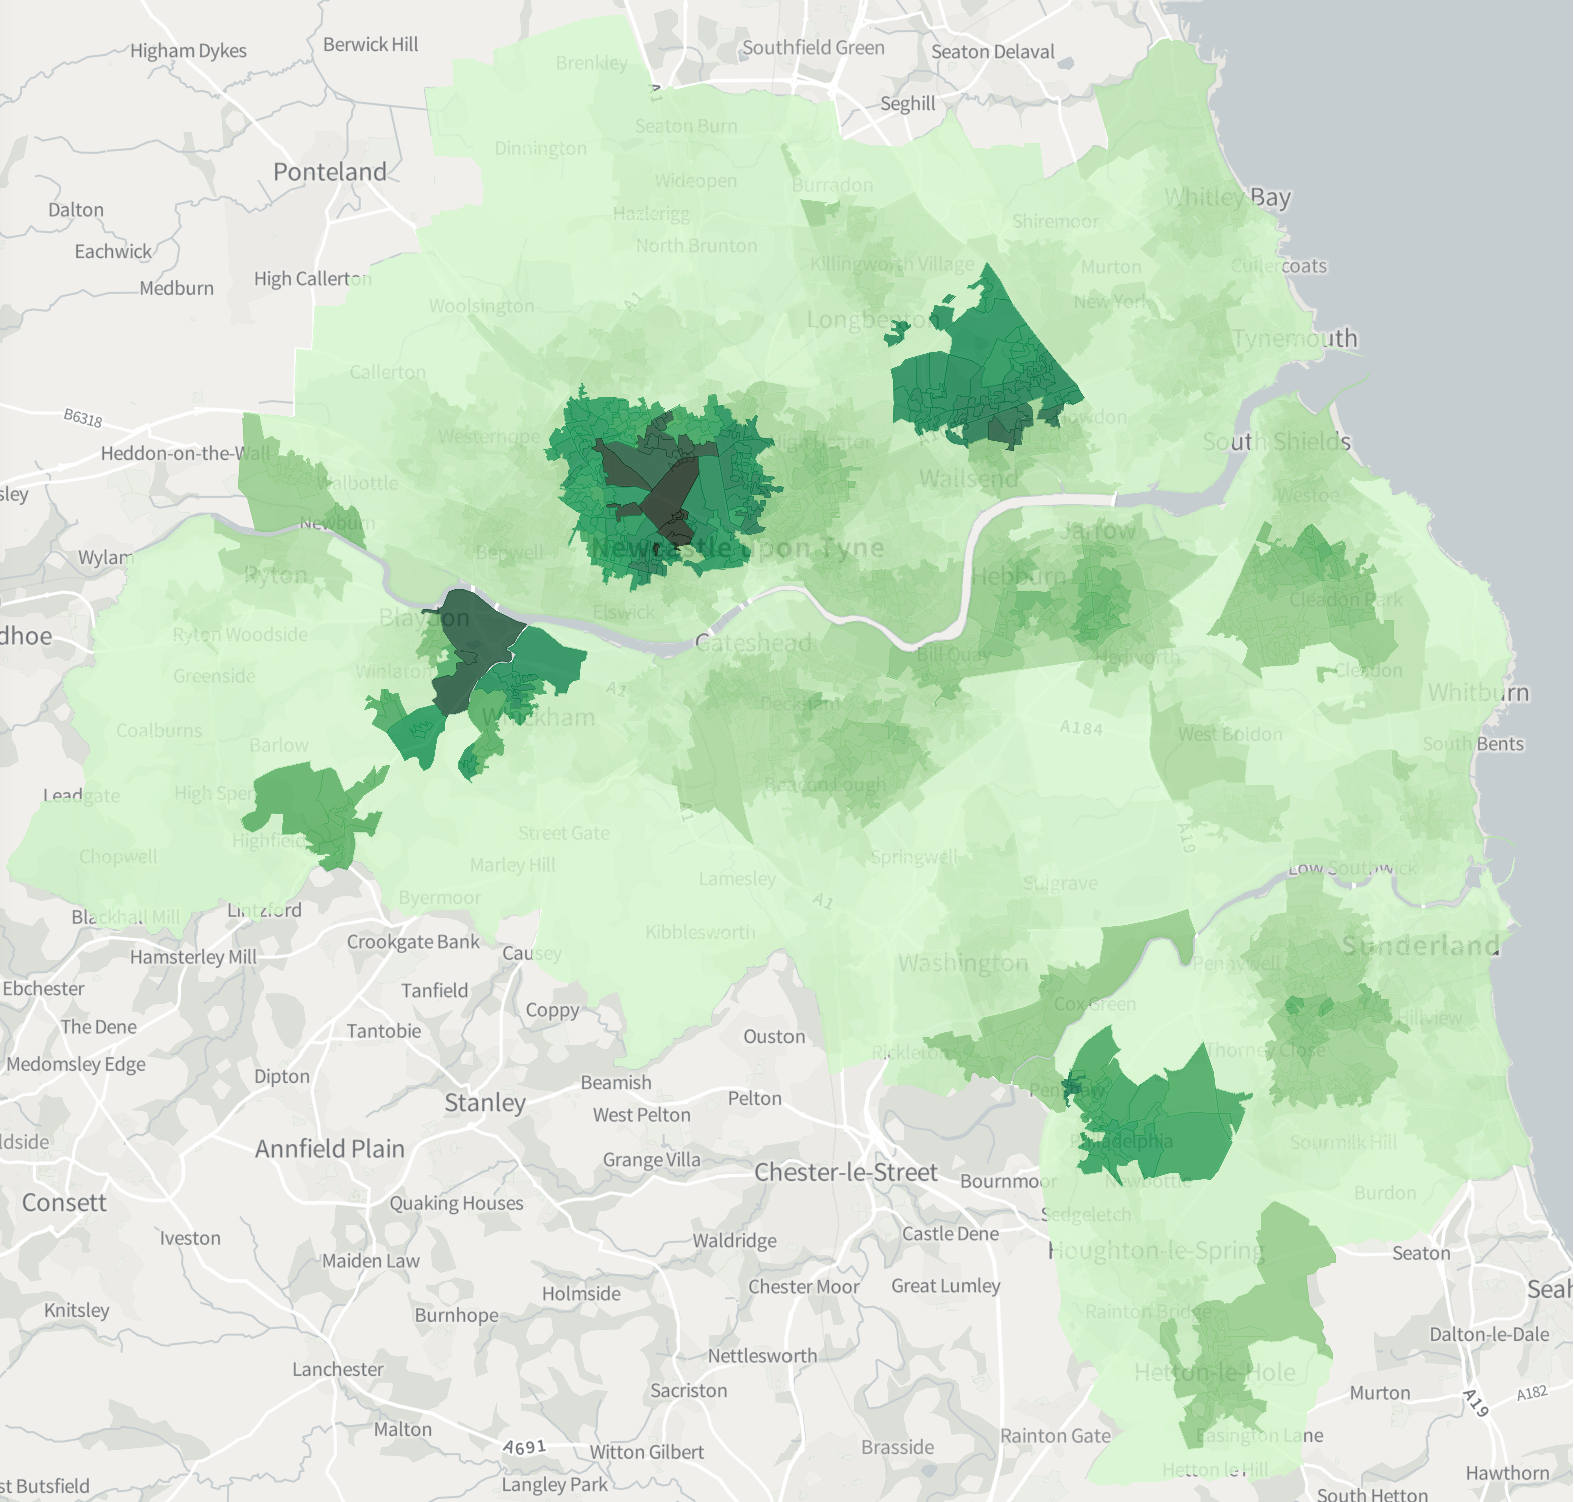 Higham Dykes
Berwick Hill
Southfield Green
Seaton Delaval
Brenkley
A1
Seghill
Seaton Burn
Dinnington
Ponteland
Wideopen
Burradon
Whitley Bay
Dalton
Hazlerigg
Shiremoor
Eachwick
North Brunton
Killingworth Village
Murton
Cullercoats
High Callerton
Medburn
Woolsington
A1
New York
Longbenton
Tynemouth
Callerton
B6318
Howdon
Heddon-on-the-Wall
Westerhope
High Heaton
A1
South Shields
Walbottle
Wallsend
Westoe
sley
Newburn
Jarrow
Wylam
Benwell
Newcastle upon Tyne
Ryton
Hebburn
Cleadon Park
Blaydon
Elswick
dhoe
Ryton Woodside
Gateshead
Bill Quay
Hedworth
Winlaton
Cleadon
Greenside
A1
Whitburn
Whickham
Deckham
Coalburns
A184
West Boldon
Barlow
South Bents
Leadgate
High Spen
Beacon Lough
A1
Street Gate
A19
Highfield
Chopwell
Marley Hill
Springwell
Low Southwick
Lamesley
Sulgrave
Byermoor
A1
Blackhall Mill
Lintzford
Kibblesworth
Crookgate Bank
Sunderland
Hamsterley Mill
Causey
Washington
Pennywell
Ebchester
Tanfield
Coppy
Cox Green
The Dene
Tantobie
Hillview
Ouston
Rickleton
Thorney Close
Medomsley Edge
Dipton
Beamish
Penshaw
Stanley
West Pelton
Pelton
ldside
Annfield Plain
Philadelphia
Sourmilk Hill
Grange Villa
Chester-le-Street
Bournmoor
Newbottle
Consett
Quaking Houses
Burdon
Sedgeletch
Iveston
Waldridge
Castle Dene
Houghton-le-Spring
Seaton
Maiden Law
Chester Moor
Great Lumley
Seah
Knitsley
Burnhope
Holmside
Rainton Bridge
Dalton-le-Dale
Lanchester
Nettlesworth
Hetton-le-Hole
Sacriston
Murton
A182
A19
Malton
A691
Witton Gilbert
Brasside
Rainton Gate
Easington Lane
st Butsfield
Langley Park
Hetton le Hill
Hawthorn
South Hetton